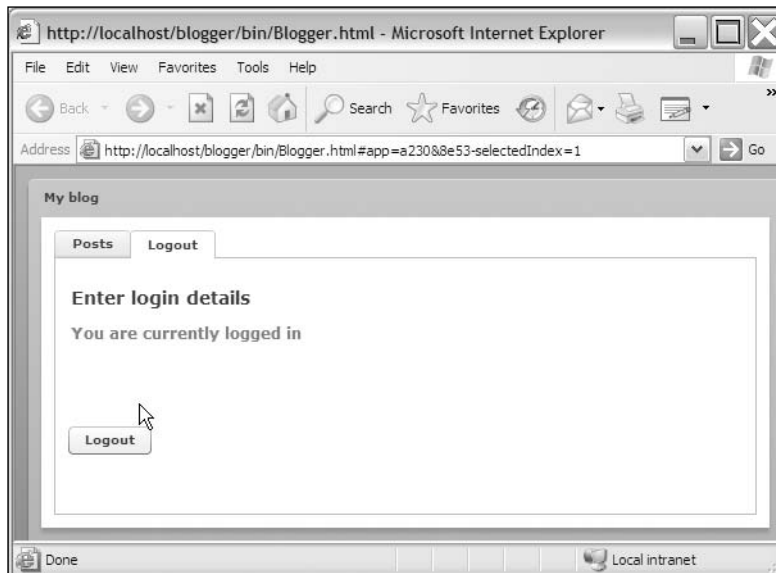 http://localhost/blogger/bin/Blogger.html - Microsoft Internet Explorer
File Edit View Favorites Tools Help
Back Search Favorites »
Address http://localhost/blogger/bin/Blogger.html#app=a230&8e53-selectedIndex=1 Go
My blog
Posts Logout
Enter login details
You are currently logged in
Logout
Done Local intranet